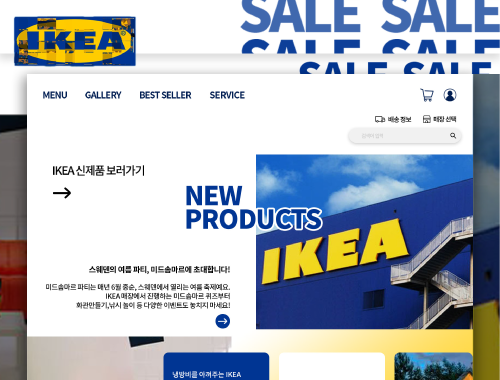 SALE SALE
SALE SALE
SALE SALE
IKEA
MENU GALLERY BEST SELLER SERVICE
배송 정보 매장 선택
IKEA 신제품 보러가기
NEW
PRODUCTS
IKEA
스웨덴의 여름 파티, 미드솜마르에 초대합니다!
미드솜마르 파티는 매년 6월 중순, 스웨덴에서 열리는 여름 축제예요.
IKEA 매장에서 진행하는 미드솜마르 퀴즈부터
화관만들기,낚시 놀이 등 다양한 이벤트도 놓치지 마세요!
냉방비를 아껴주는 IKEA